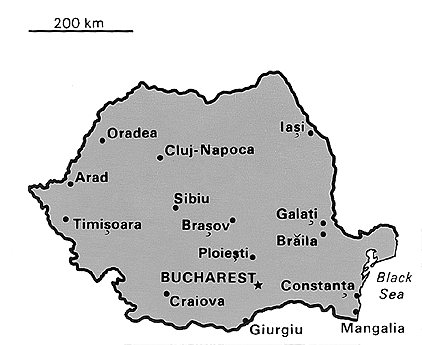 200 km
Iași
Oradea
Cluj-Napoca
Arad
Sibiu
Timișoara
Brașov
Galați
Brăila
Ploiești
BUCHAREST
Constanța
Black
Sea
Craiova
Giurgiu
Mangalia